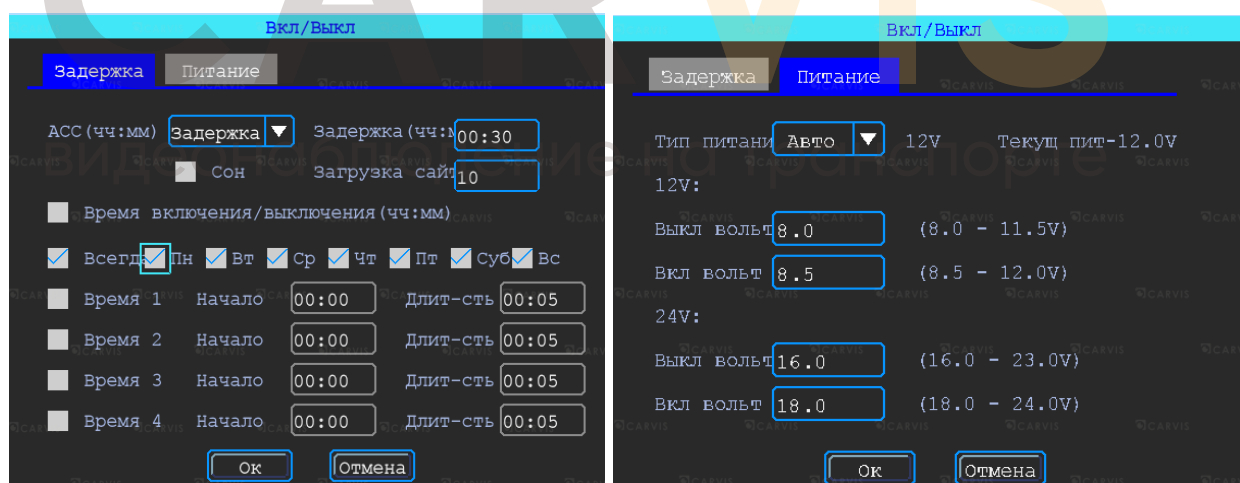 Вкл/Выкл
Задержка Питание
ACC(чч:мм) Задержка Задержка(чч:м 00:30
Сон Загрузка сайт 10
Время включения/выключения(чч:мм)
Всегд Пн Вт Ср Чт Пт Суб Вс
Время 1 Начало 00:00 Длит-сть 00:05
Время 2 Начало 00:00 Длит-сть 00:05
Время 3 Начало 00:00 Длит-сть 00:05
Время 4 Начало 00:00 Длит-сть 00:05
Ок Отмена
Вкл/Выкл
Задержка Питание
Тип питани Авто 12V Текущ пит-12.0V
12V:
Выкл вольт 8.0 (8.0 - 11.5V)
Вкл вольт 8.5 (8.5 - 12.0V)
24V:
Выкл вольт 16.0 (16.0 - 23.0V)
Вкл вольт 18.0 (18.0 - 24.0V)
Ок Отмена
CARVIS
видеонаблюдение на транспорте